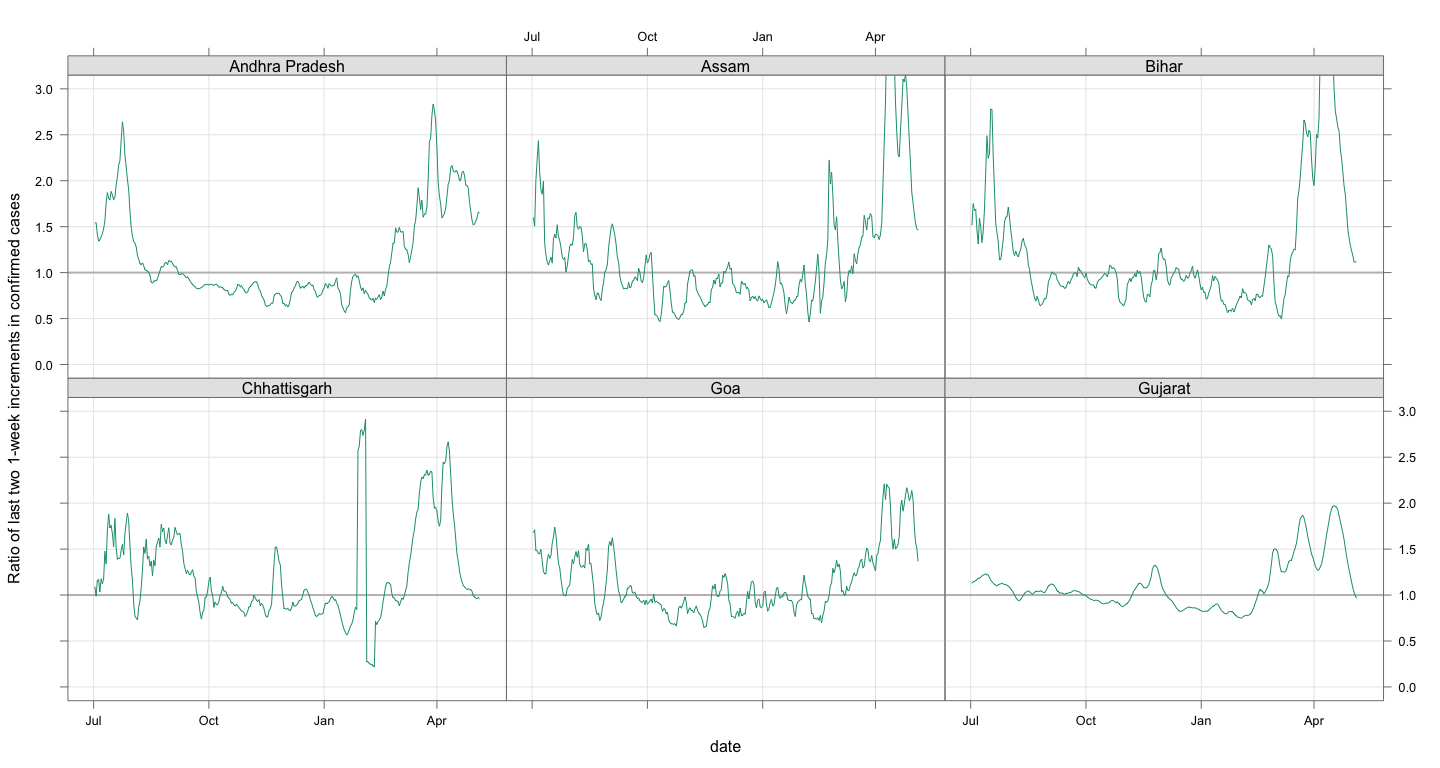 Jul Oct Jan Apr
Andhra Pradesh Assam Bihar
3.0
2.5
2.0
1.5
1.0
0.5
0.0
Chhattisgarh Goa Gujarat
3.0
2.5
2.0
1.5
1.0
0.5
0.0
Jul Oct Jan Apr Jul Oct Jan Apr
date
Ratio of last two 1-week increments in confirmed cases